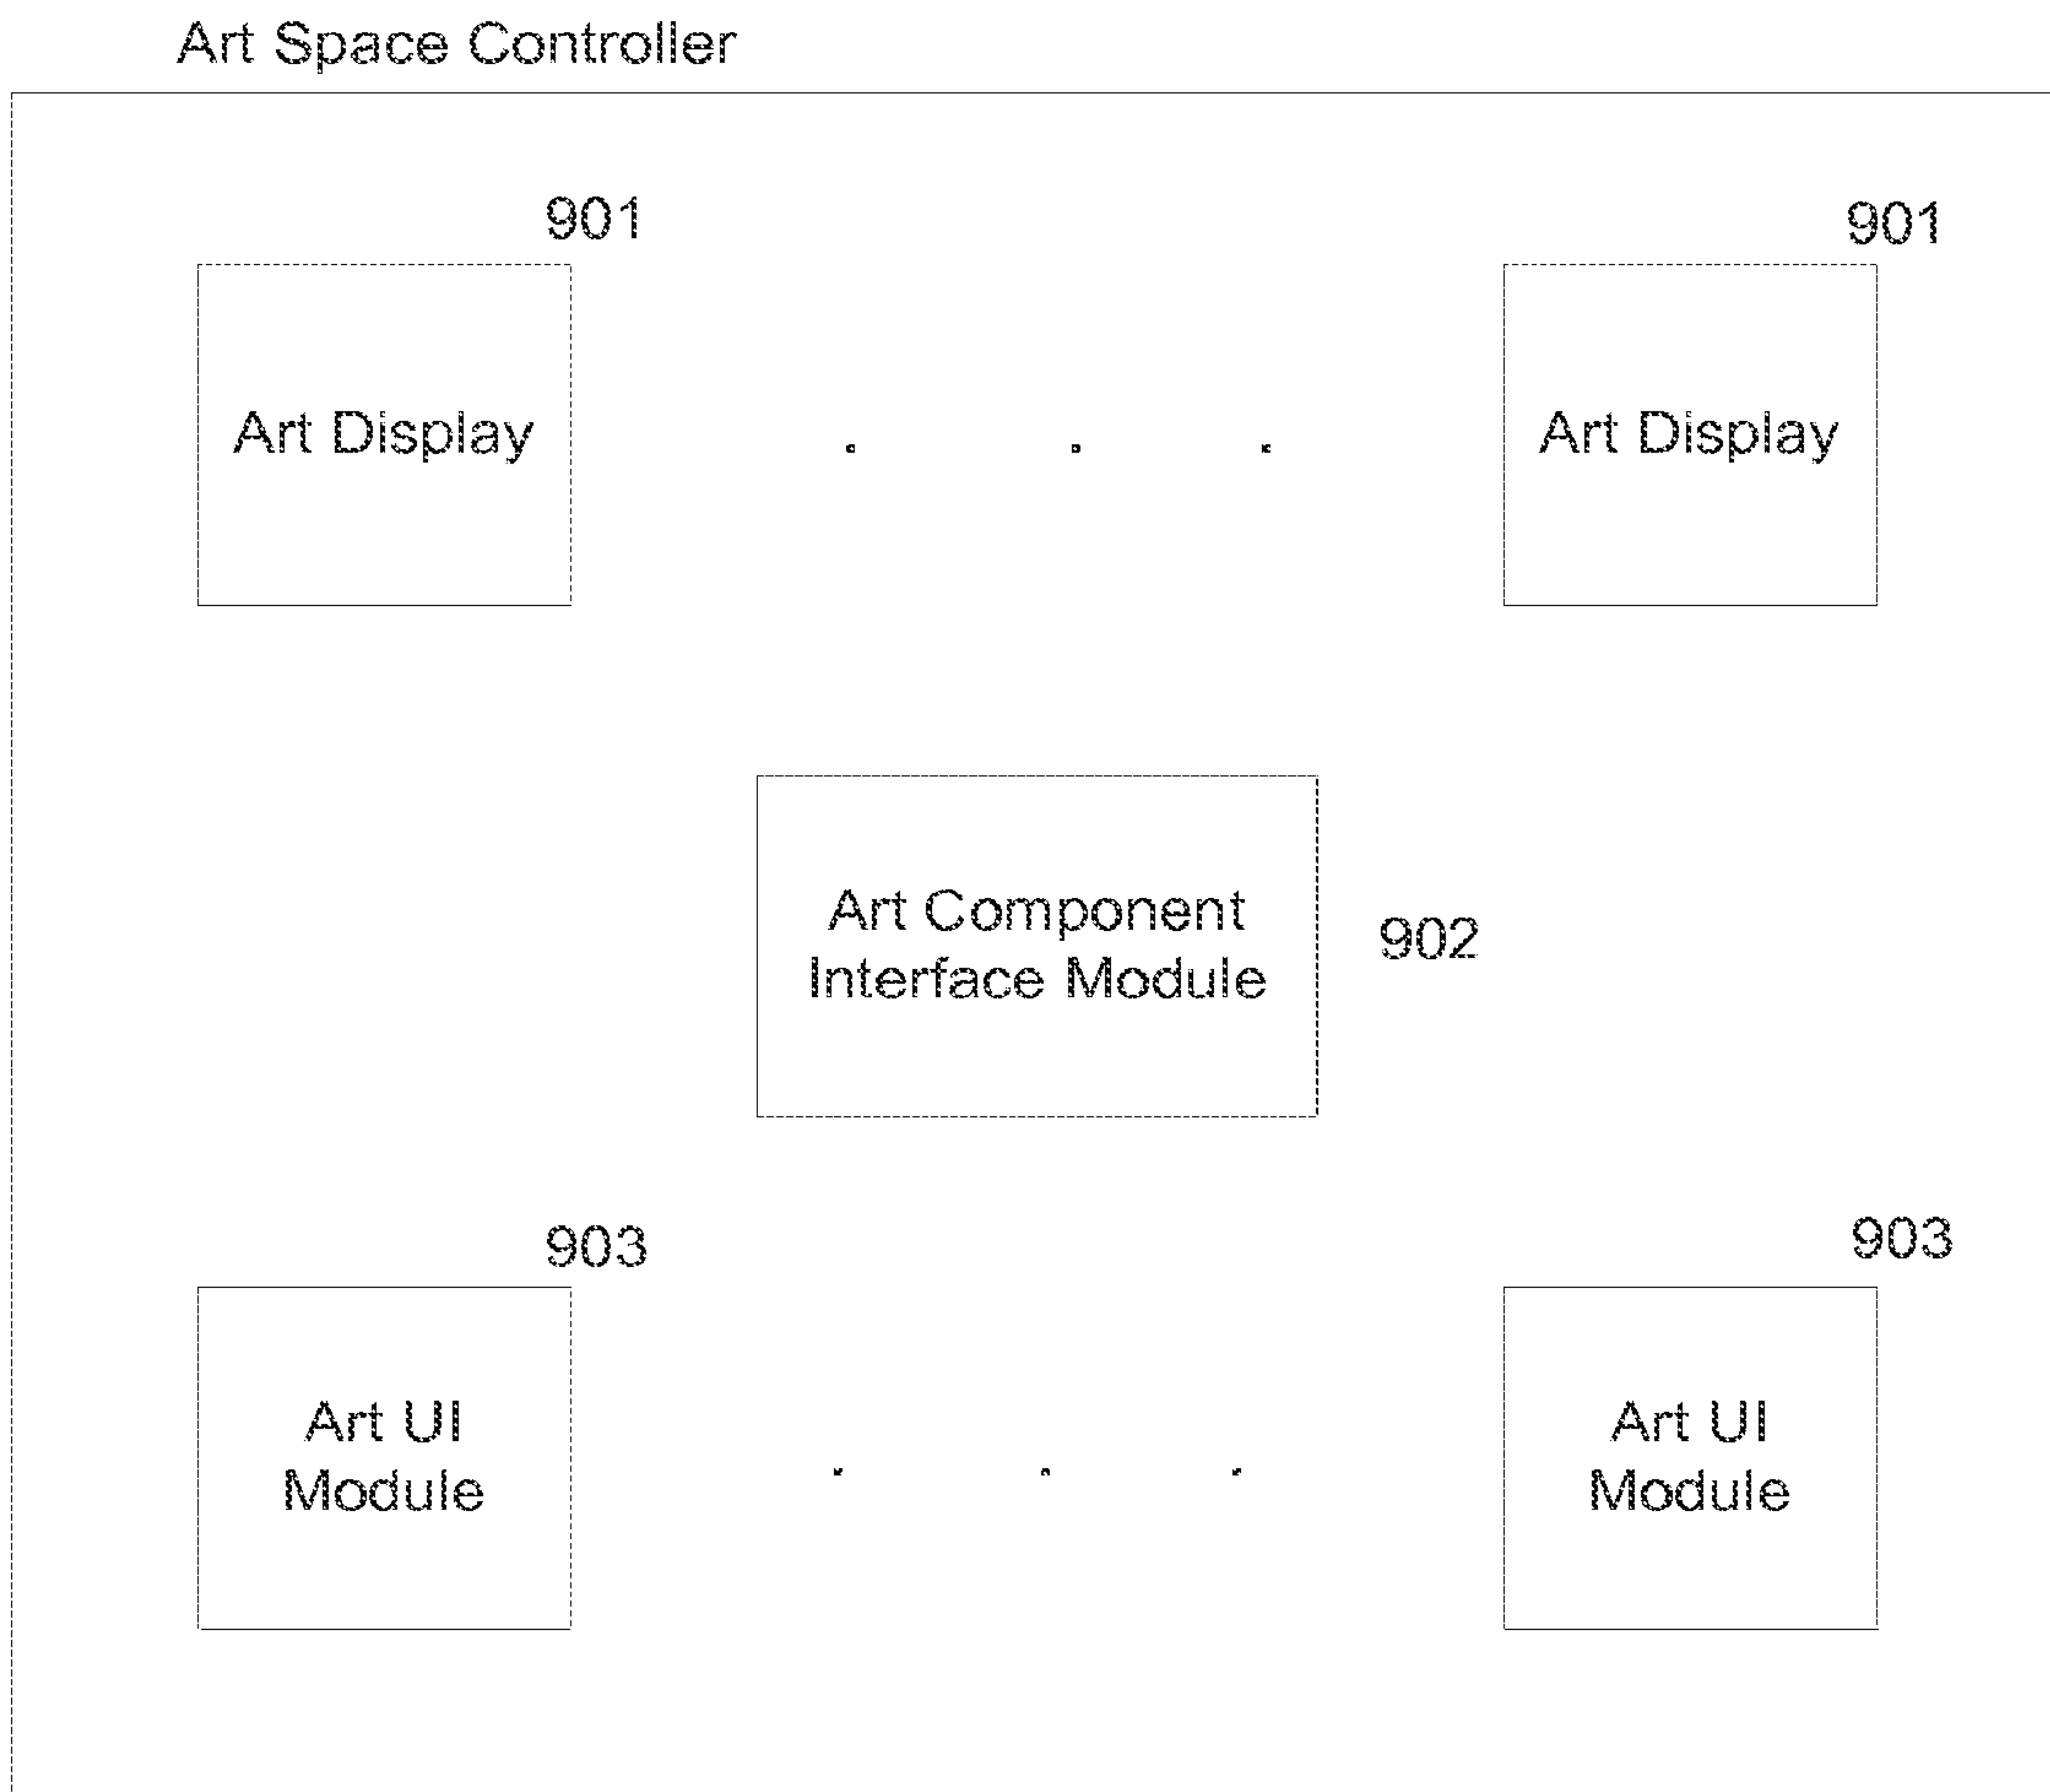 Art Space Controller
901
901
Art Display
. . .
Art Display
Art Component
Interface Module
902
903
903
Art UI
Module
. . .
Art UI
Module